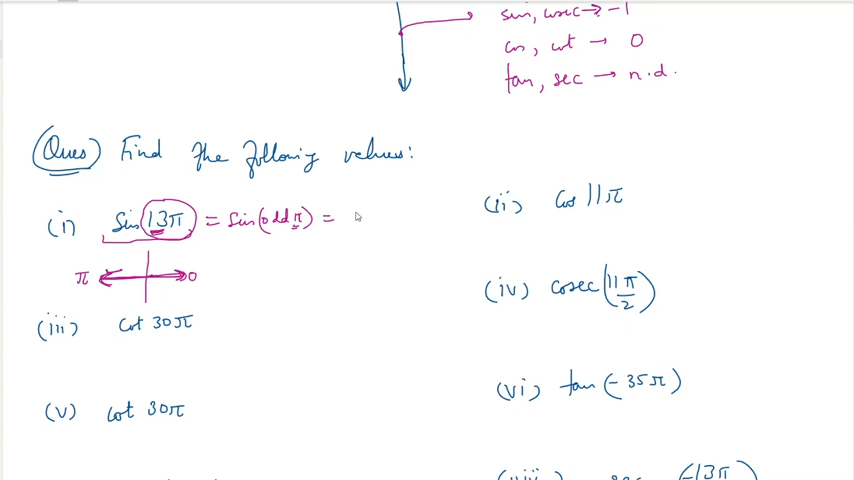 sin, cosec → -1
cos, cot → 0
tan, sec → n.d.
Ques) Find the following values:
(i) Sin 13π = Sin(odd π) =
(ii) cos 11π
π 0
(iii) cot 30π
(iv) cosec(11π/2)
(v) cot 30π
(vi) tan(-35π)
(-13π